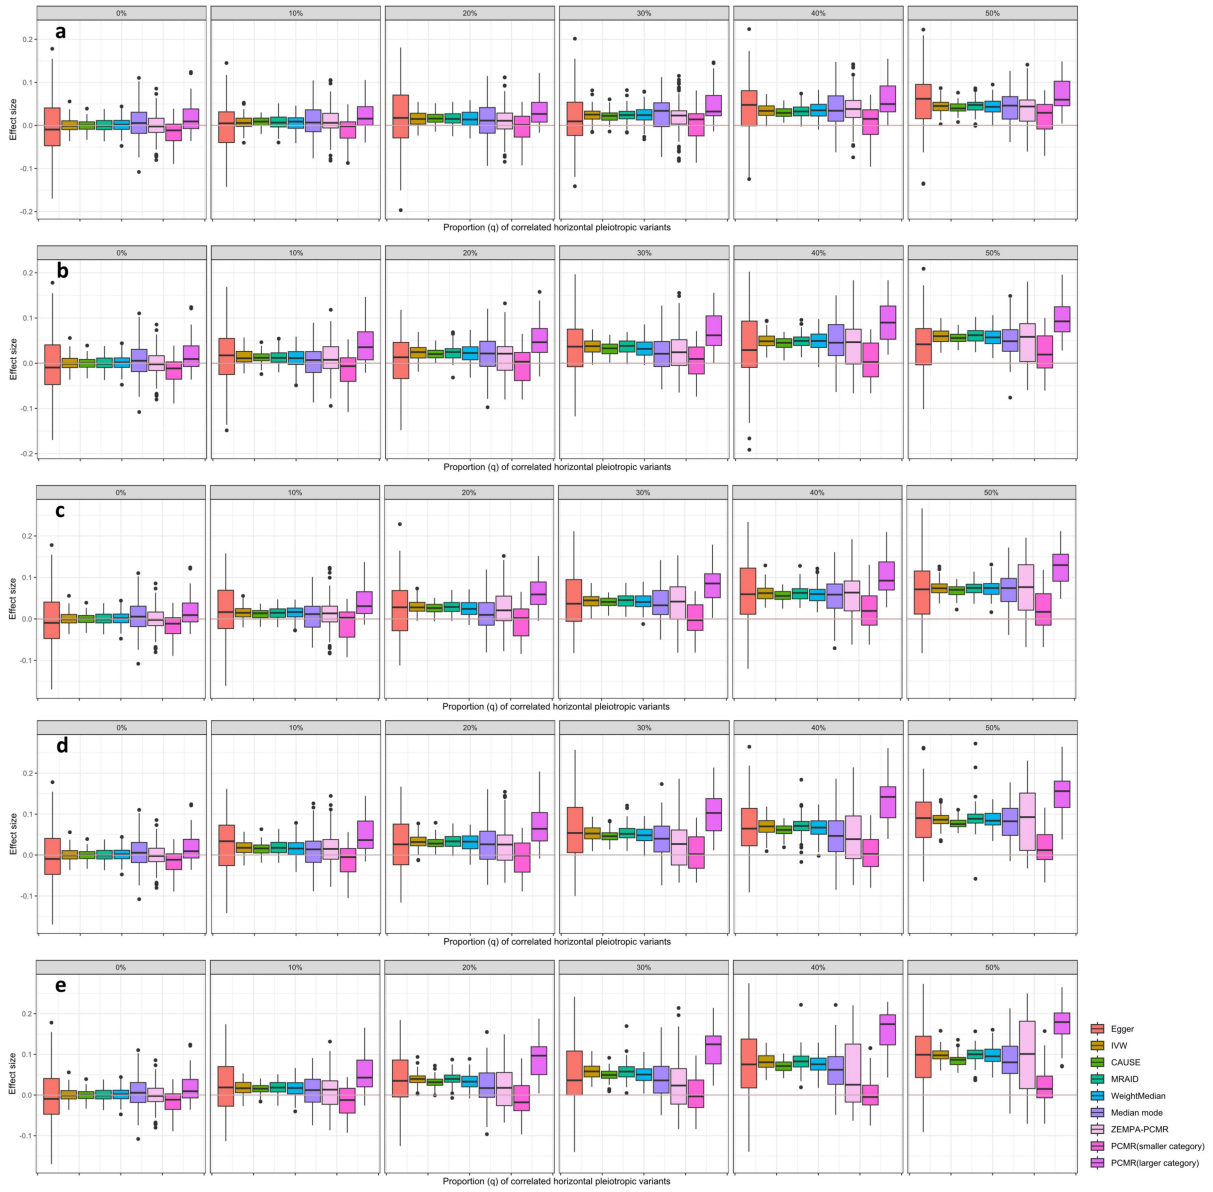 a
0%
10%
20%
30%
40%
50%
Effect size
0.2
0.1
0.0
-0.1
-0.2
Proportion (q) of correlated horizontal pleiotropic variants
b
0%
10%
20%
30%
40%
50%
Effect size
0.2
0.1
0.0
-0.1
-0.2
Proportion (q) of correlated horizontal pleiotropic variants
c
0%
10%
20%
30%
40%
50%
Effect size
0.2
0.1
0.0
-0.1
Proportion (q) of correlated horizontal pleiotropic variants
d
0%
10%
20%
30%
40%
50%
Effect size
0.2
0.1
0.0
-0.1
Proportion (q) of correlated horizontal pleiotropic variants
e
0%
10%
20%
30%
40%
50%
Effect size
0.2
0.1
0.0
-0.1
Proportion (q) of correlated horizontal pleiotropic variants
Egger
IVW
CAUSE
MRAID
WeightMedian
Median mode
ZEMPA-PCMR
PCMR(smaller category)
PCMR(larger category)